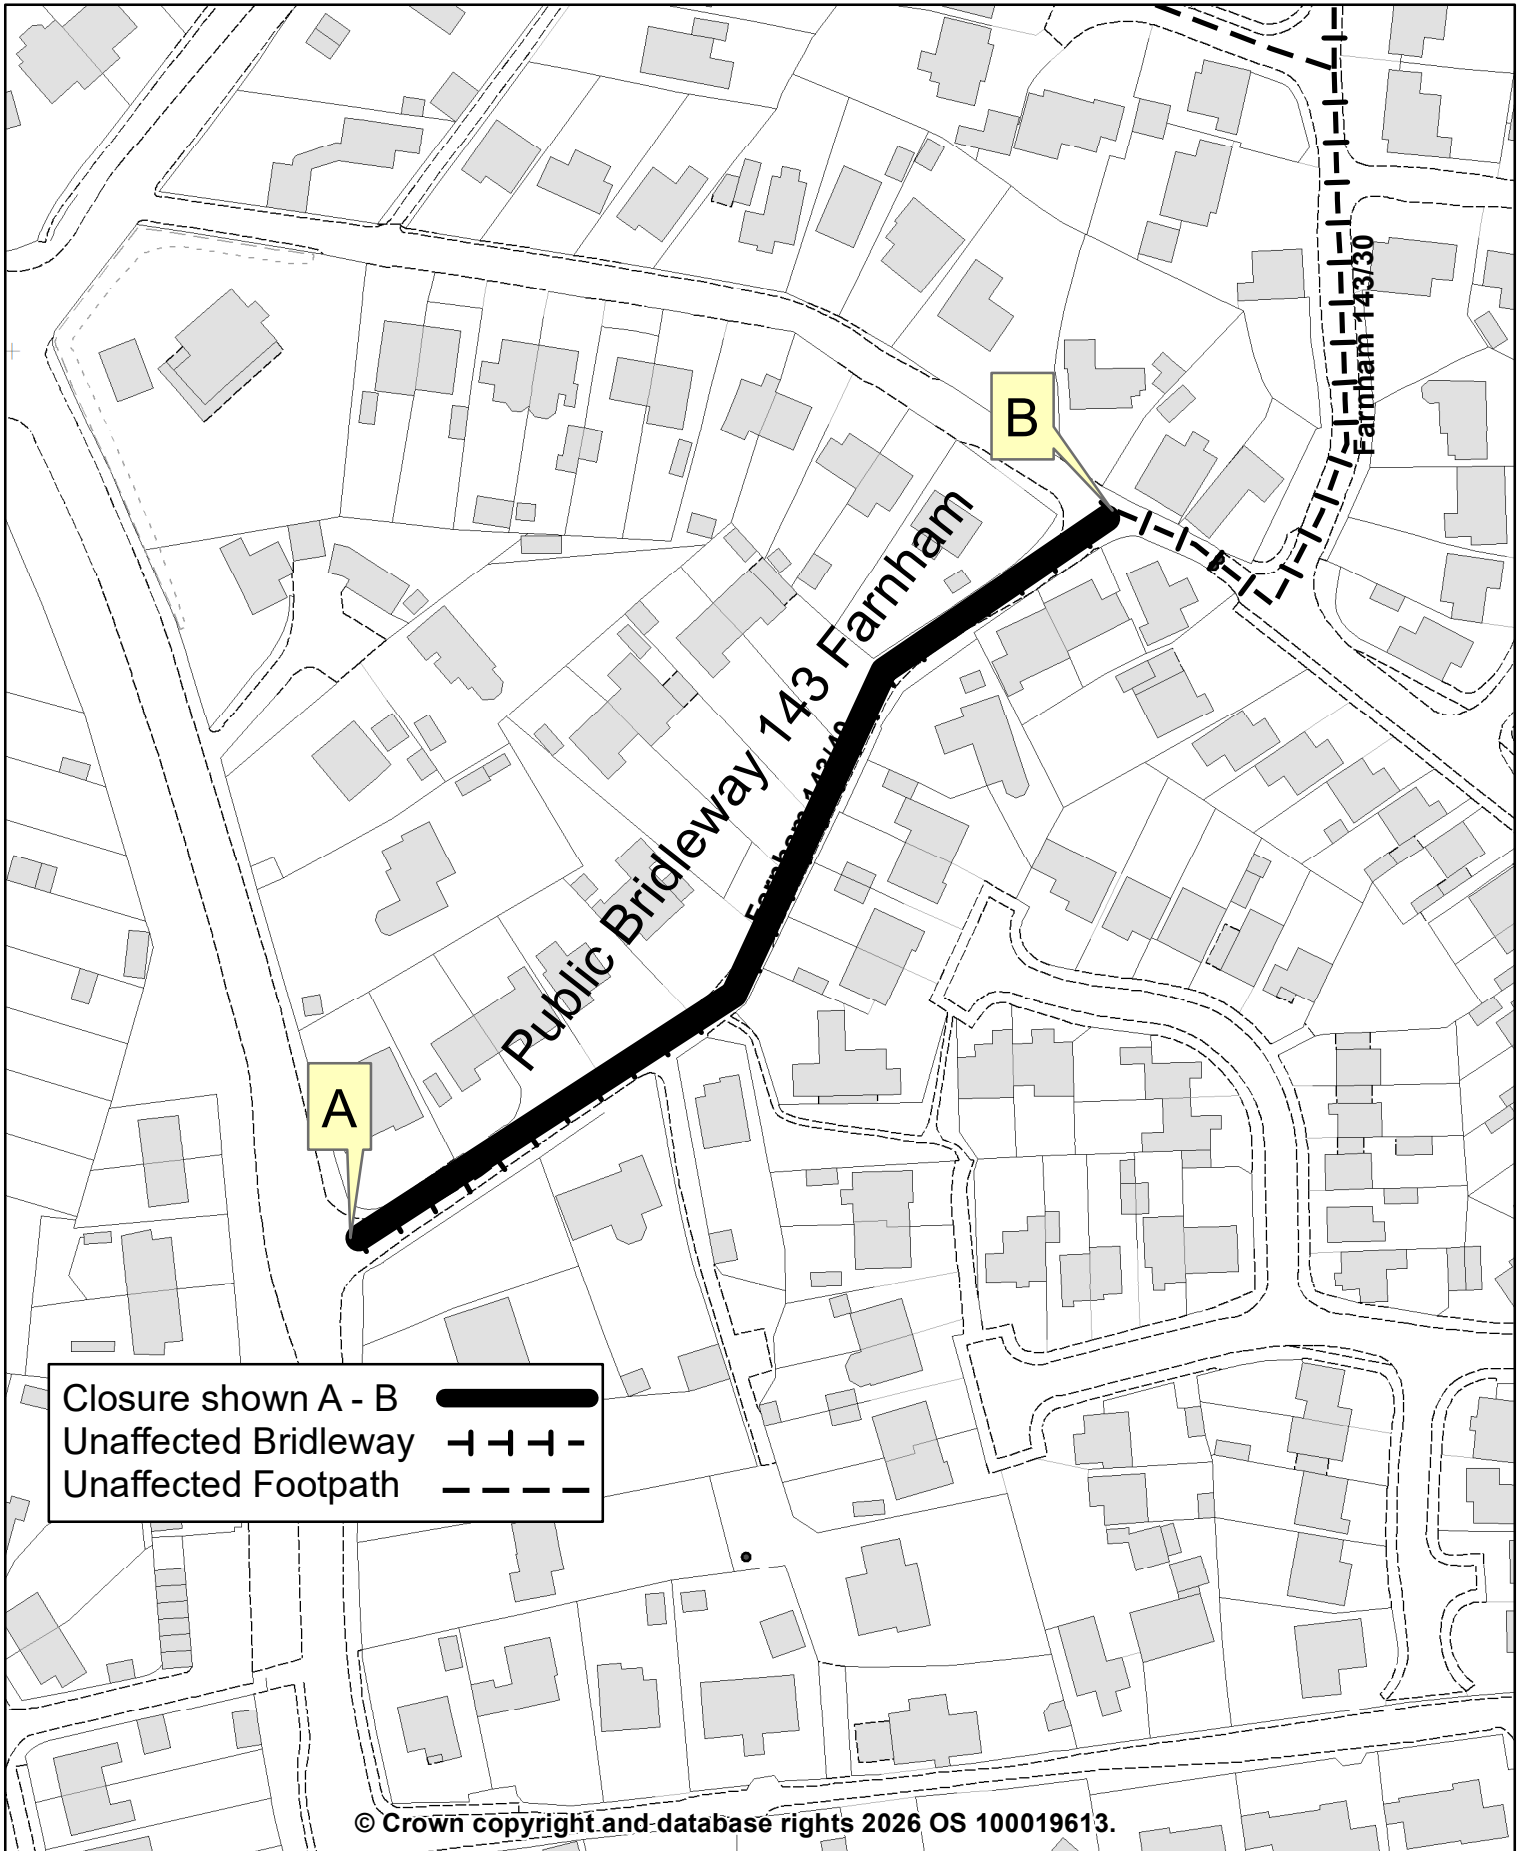 Farnham 143/30
B
Public Bridleway 143 Farnham
A
Closure shown A - B
Unaffected Bridleway
Unaffected Footpath
© Crown copyright and database rights 2026 OS 100019613.